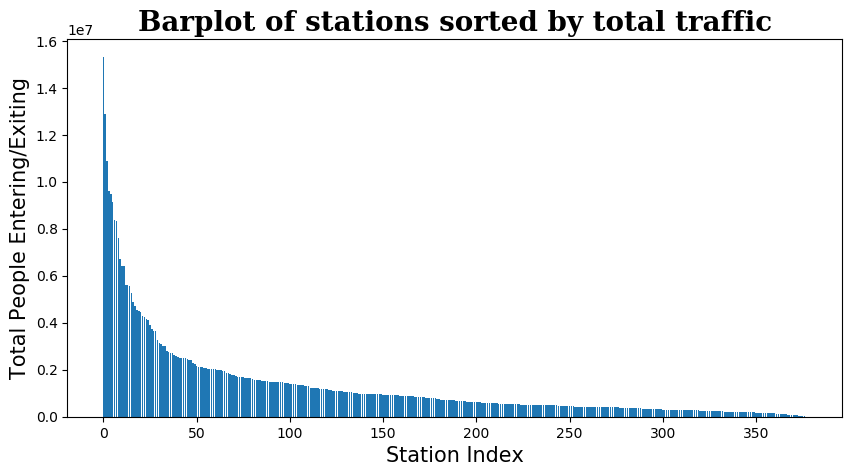 Barplot of stations sorted by total traffic
1e7
1.6
1.4
1.2
1.0
0.8
0.6
0.4
0.2
0.0
Total People Entering/Exiting
0 50 100 150 200 250 300 350
Station Index